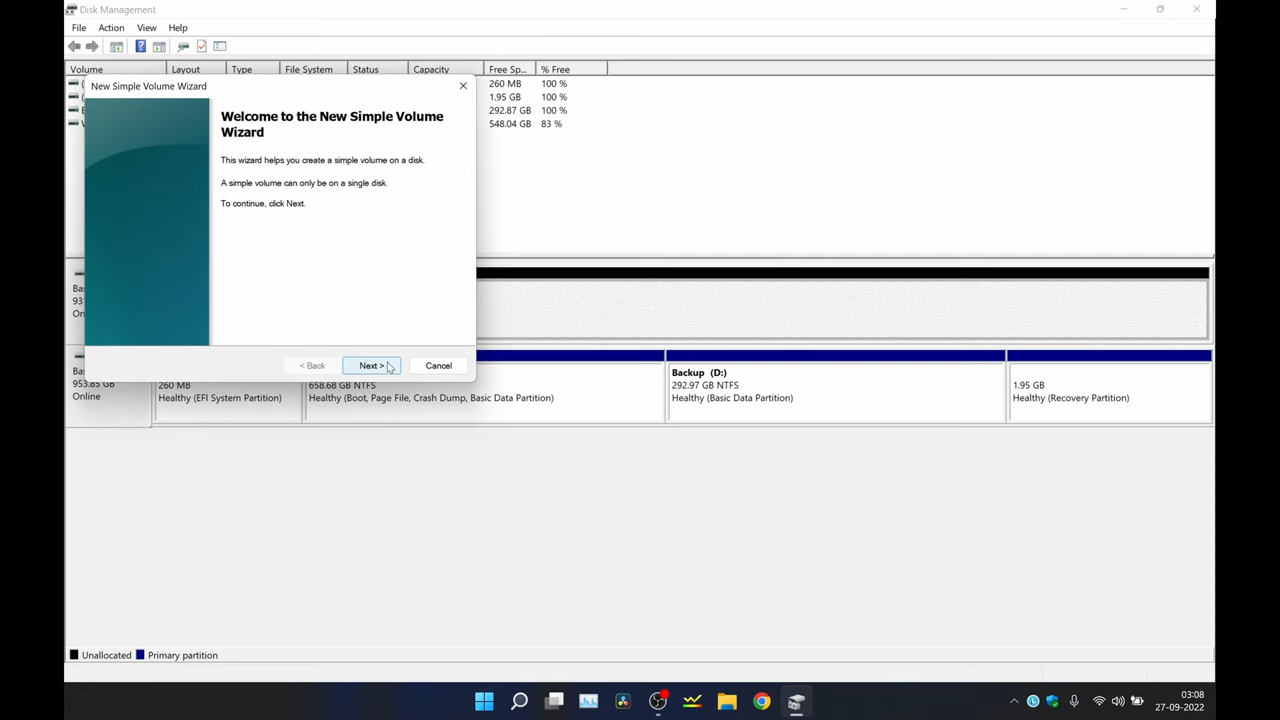 Disk Management
File Action View Help
Volume Layout Type File System Status Capacity Free Sp... % Free
260 MB 100 %
1.95 GB 100 %
292.87 GB 100 %
548.04 GB 83 %
New Simple Volume Wizard
Welcome to the New Simple Volume
Wizard
This wizard helps you create a simple volume on a disk.
A simple volume can only be on a single disk.
To continue, click Next.
< Back Next > Cancel
Bas
931
On
Bas
953.85 GB
Online
260 MB
Healthy (EFI System Partition)
658.68 GB NTFS
Healthy (Boot, Page File, Crash Dump, Basic Data Partition)
Backup (D:)
292.97 GB NTFS
Healthy (Basic Data Partition)
1.95 GB
Healthy (Recovery Partition)
Unallocated Primary partition
03:08
27-09-2022